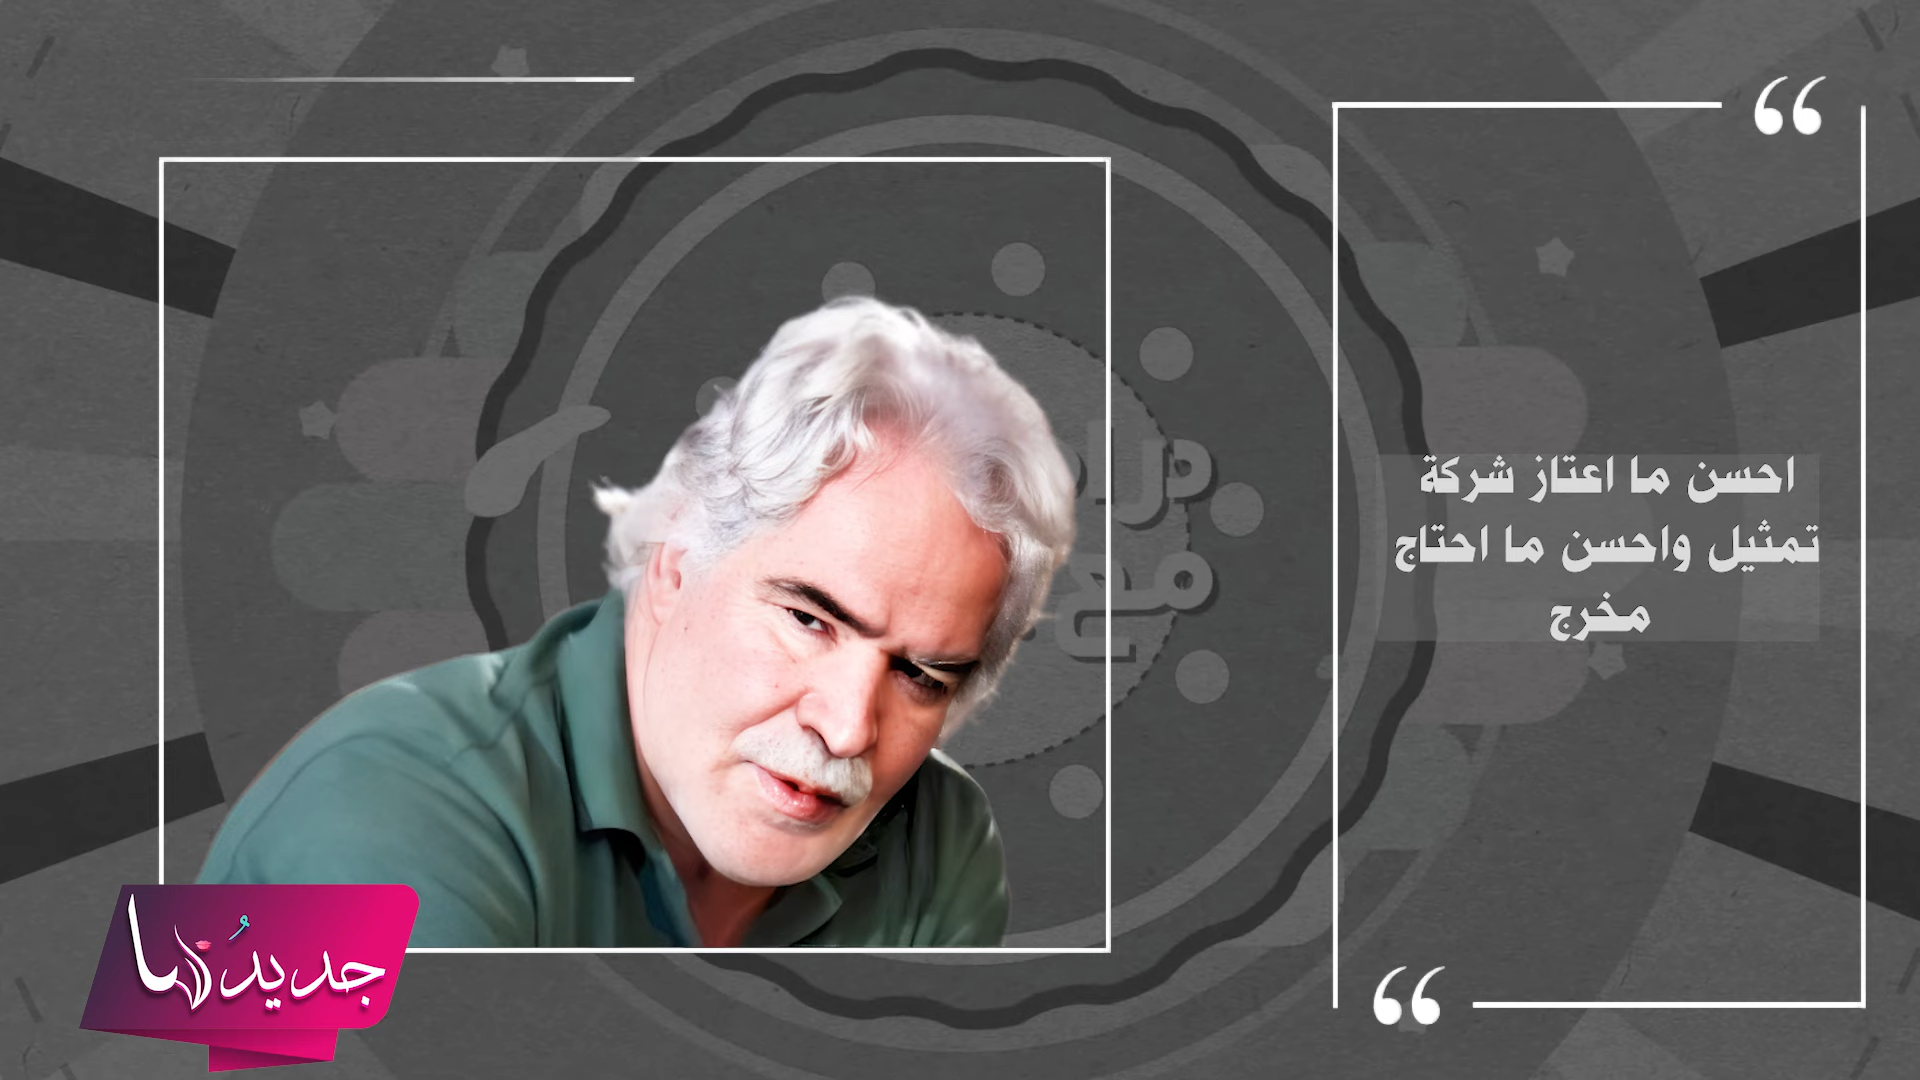 احسن ما اعتاز شركة
تمثيل واحسن ما احتاج
مخرج
جديدُها